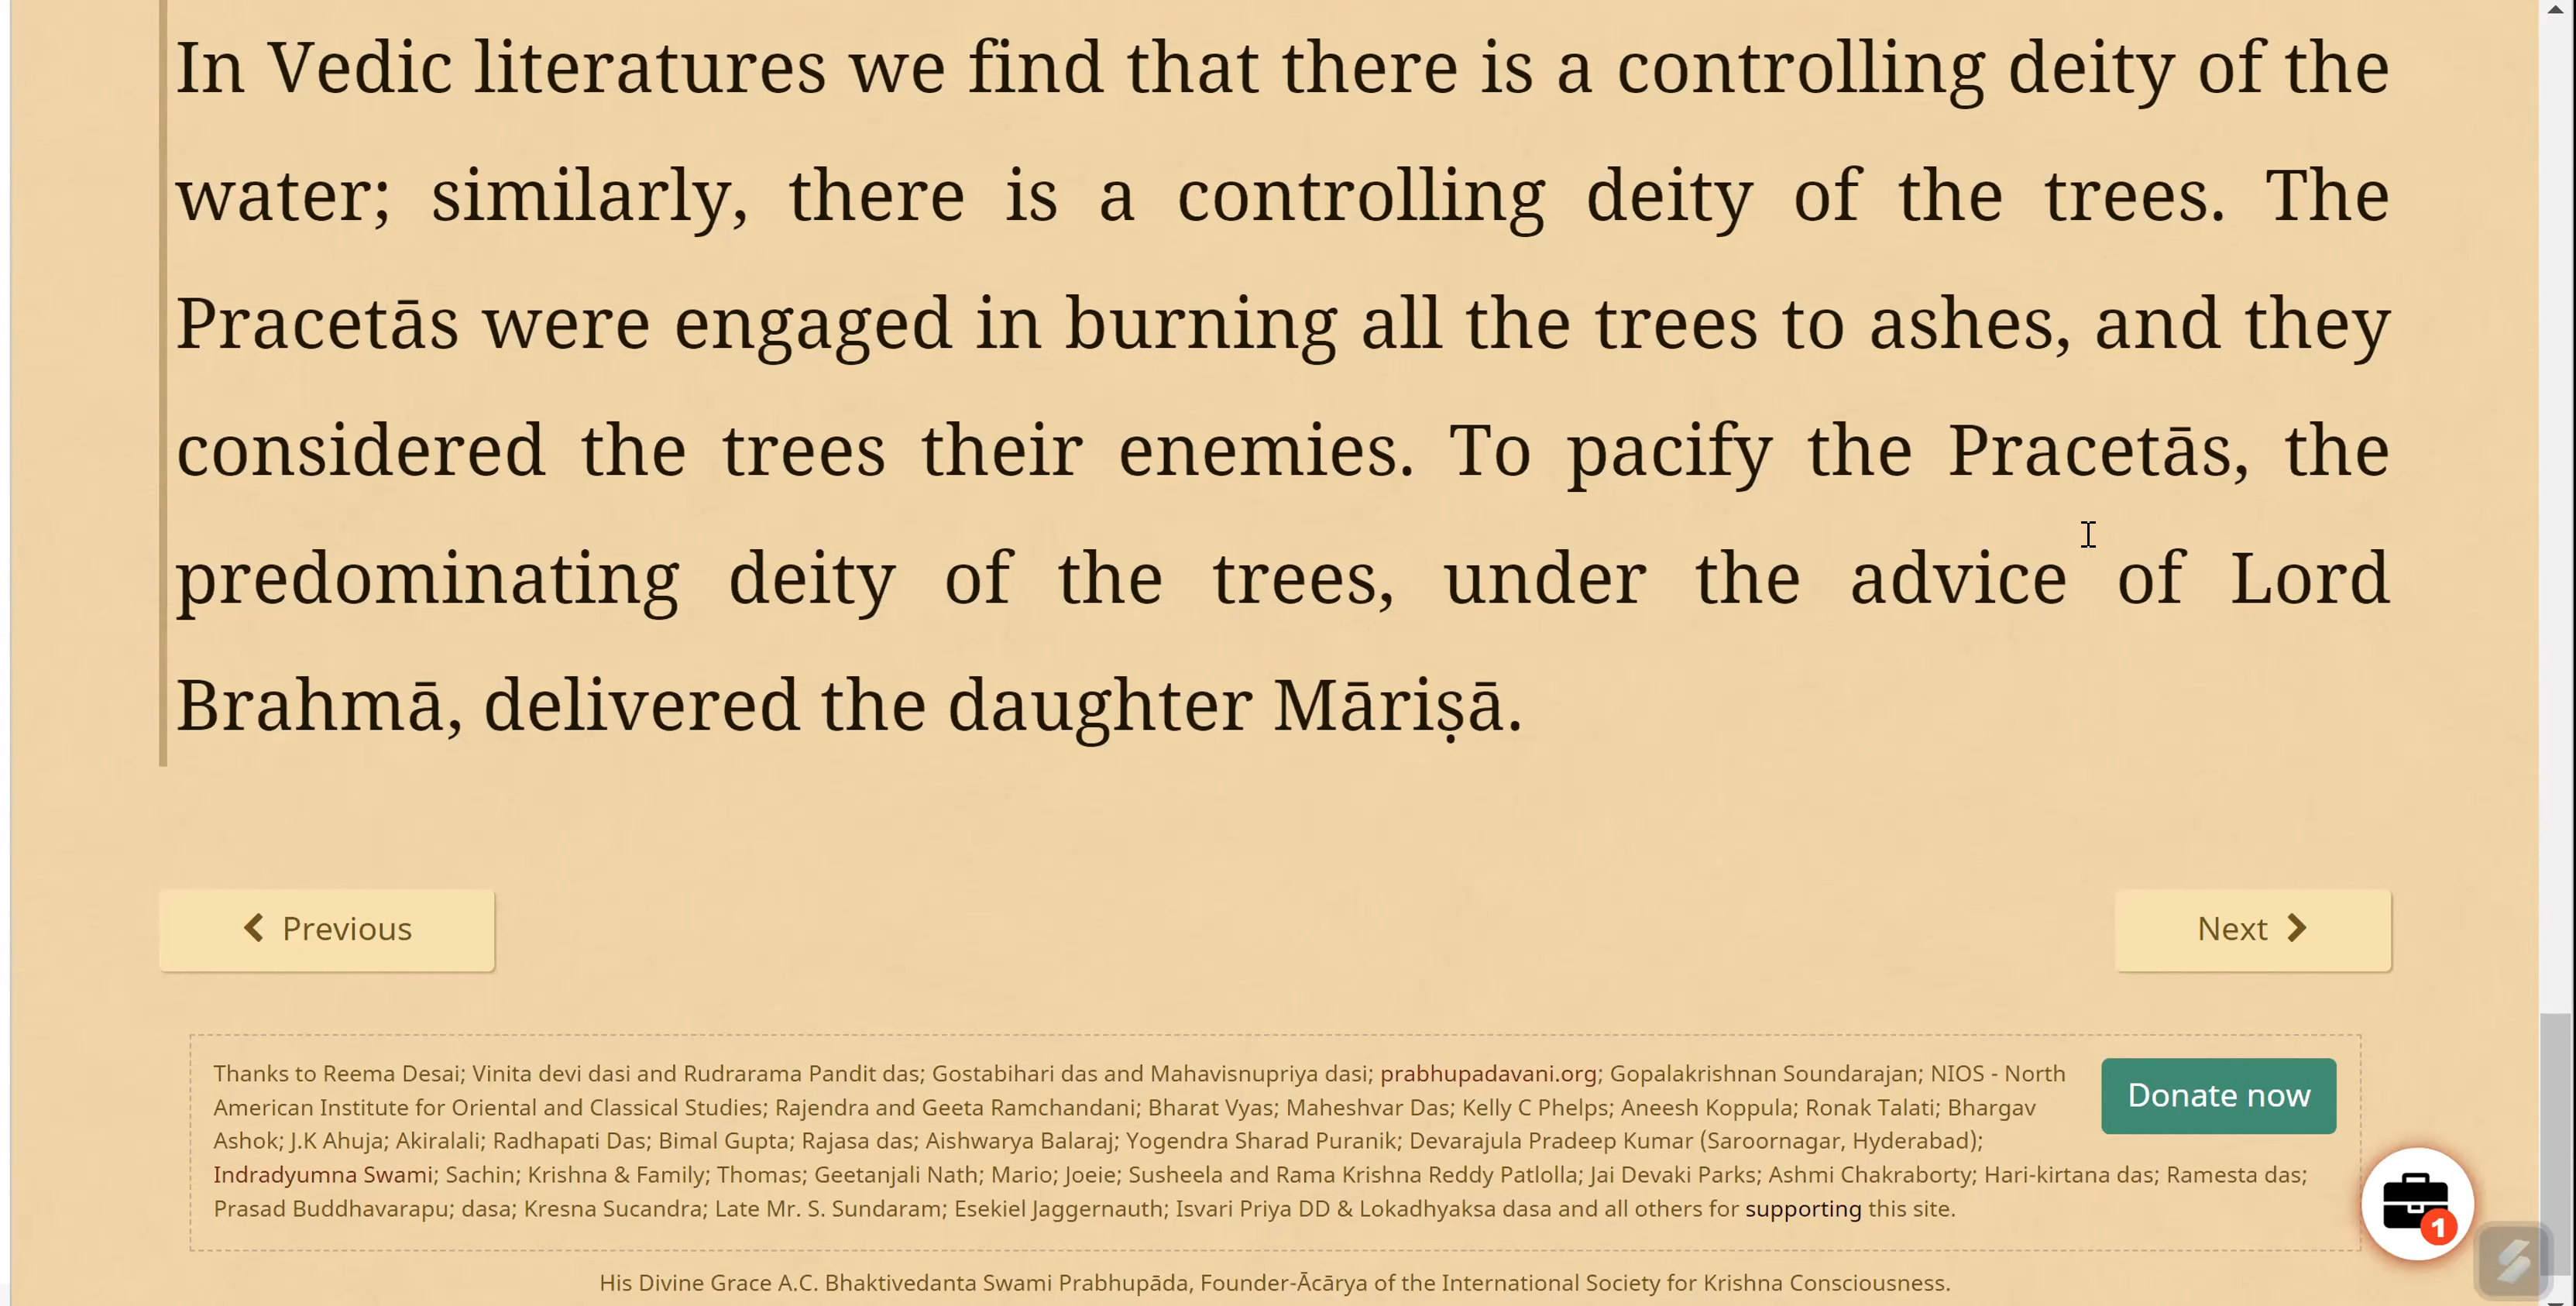 In Vedic literatures we find that there is a controlling deity of the
water; similarly, there is a controlling deity of the trees. The
Pracetās were engaged in burning all the trees to ashes, and they
considered the trees their enemies. To pacify the Pracetās, the
predominating deity of the trees, under the advice of Lord
Brahmā, delivered the daughter Māriṣā.
Previous
Next
Thanks to Reema Desai; Vinita devi dasi and Rudrarama Pandit das; Gostabihari das and Mahavisnupriya dasi; prabhupadavani.org; Gopalakrishnan Soundarajan; NIOS - North
American Institute for Oriental and Classical Studies; Rajendra and Geeta Ramchandani; Bharat Vyas; Maheshvar Das; Kelly C Phelps; Aneesh Koppula; Ronak Talati; Bhargav
Ashok; J.K Ahuja; Akiralali; Radhapati Das; Bimal Gupta; Rajasa das; Aishwarya Balaraj; Yogendra Sharad Puranik; Devarajula Pradeep Kumar (Saroornagar, Hyderabad);
Indradyumna Swami; Sachin; Krishna & Family; Thomas; Geetanjali Nath; Mario; Joeie; Susheela and Rama Krishna Reddy Patlolla; Jai Devaki Parks; Ashmi Chakraborty; Hari-kirtana das; Ramesta das;
Prasad Buddhavarapu; dasa; Kresna Sucandra; Late Mr. S. Sundaram; Esekiel Jaggernauth; Isvari Priya DD & Lokadhyaksa dasa and all others for supporting this site.
Donate now
1
His Divine Grace A.C. Bhaktivedanta Swami Prabhupāda, Founder-Ācārya of the International Society for Krishna Consciousness.